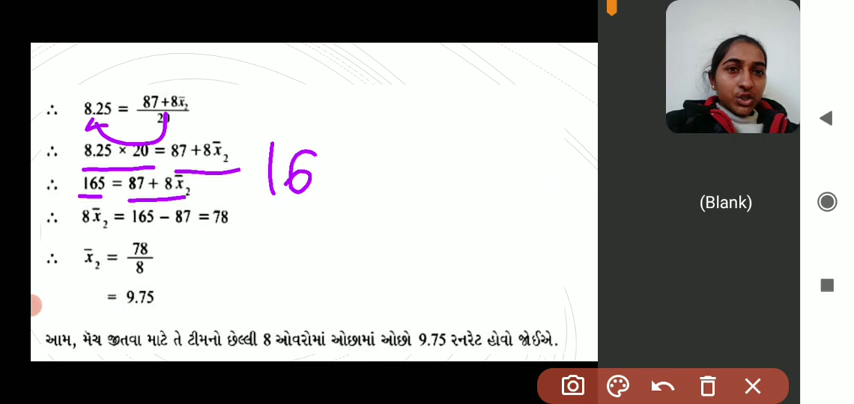 ∴ 8.25 = (87 + 8x̄₂)/20
∴ 8.25 × 20 = 87 + 8x̄₂
16
∴ 165 = 87 + 8x̄₂
∴ 8x̄₂ = 165 − 87 = 78
∴ x̄₂ = 78/8
= 9.75
આમ, મૅચ જીતવા માટે તે ટીમનો છેલ્લી 8 ઓવરોમાં ઓછામાં ઓછો 9.75 રનરેટ હોવો જોઈએ.
(Blank)